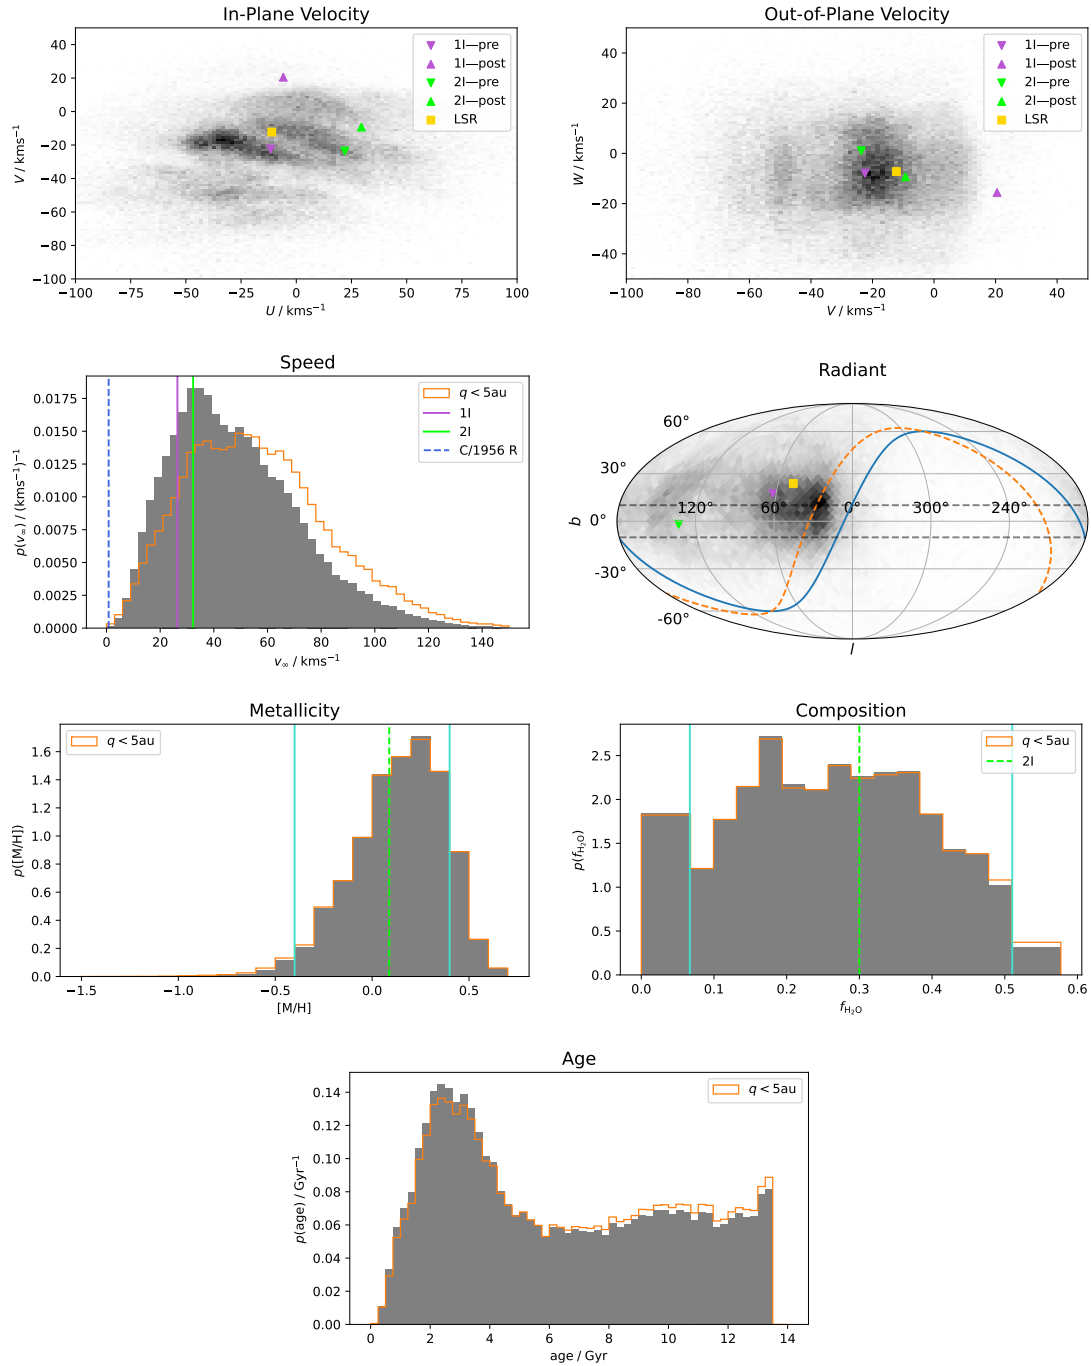 In-Plane Velocity
40
20
0
−20
−40
−60
−80
−100
V / kms⁻¹
1I—pre
1I—post
2I—pre
2I—post
LSR
−100 −75 −50 −25 0 25 50 75 100
U / kms⁻¹
Out-of-Plane Velocity
40
20
0
−20
−40
W / kms⁻¹
1I—pre
1I—post
2I—pre
2I—post
LSR
−100 −80 −60 −40 −20 0 20 40
V / kms⁻¹
Speed
0.0175
0.0150
0.0125
0.0100
0.0075
0.0050
0.0025
0.0000
p(v∞) / (kms⁻¹)⁻¹
q < 5au
1I
2I
C/1956 R
0 20 40 60 80 100 120 140
v∞ / kms⁻¹
Radiant
60°
30°
0°
-30°
-60°
b
120° 60° 0° 300° 240°
l
Metallicity
q < 5au
1.6
1.4
1.2
1.0
0.8
0.6
0.4
0.2
0.0
p([M/H])
−1.5 −1.0 −0.5 0.0 0.5
[M/H]
Composition
q < 5au
2I
2.5
2.0
1.5
1.0
0.5
0.0
p(f_H₂O)
0.0 0.1 0.2 0.3 0.4 0.5 0.6
f_H₂O
Age
q < 5au
0.14
0.12
0.10
0.08
0.06
0.04
0.02
0.00
p(age) / Gyr⁻¹
0 2 4 6 8 10 12 14
age / Gyr